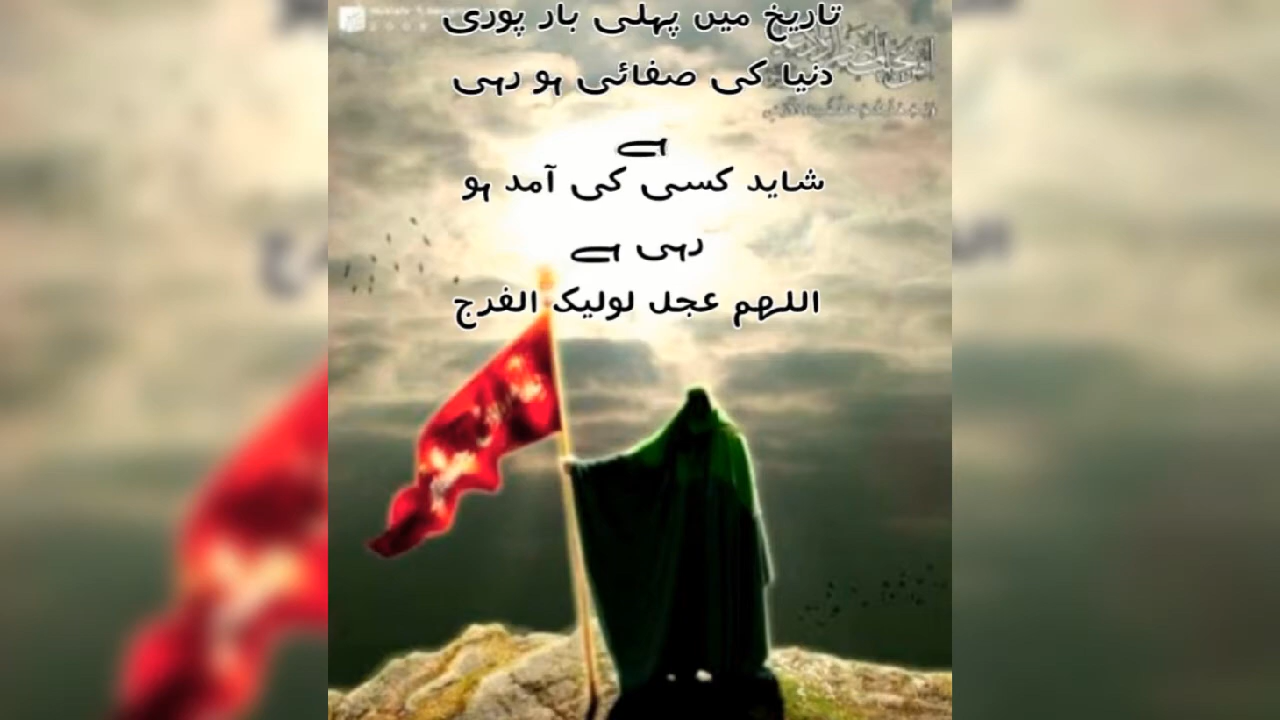 تاریخ میں پہلی بار پوری
دنیا کی صفائی ہو رہی
ہے
شاید کسی کی آمد ہو
رہی ہے
اللہم عجل لولیک الفرج